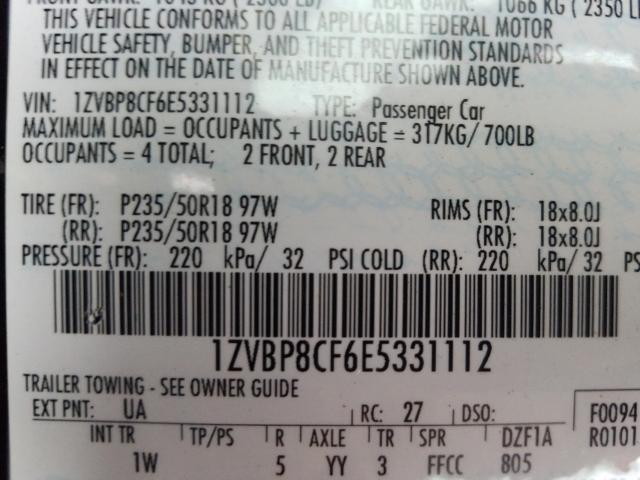 1066 KG ( 2350 L
THIS VEHICLE CONFORMS TO ALL APPLICABLE FEDERAL MOTOR
VEHICLE SAFETY, BUMPER, AND THEFT PREVENTION STANDARDS
IN EFFECT ON THE DATE OF MANUFACTURE SHOWN ABOVE.
VIN: 1ZVBP8CF6E5331112 TYPE: Passenger Car
MAXIMUM LOAD = OCCUPANTS + LUGGAGE = 317KG/ 700LB
OCCUPANTS = 4 TOTAL; 2 FRONT, 2 REAR
TIRE (FR): P235/50R18 97W RIMS (FR): 18x8.0J
(RR): P235/50R18 97W (RR): 18x8.0J
PRESSURE (FR): 220 kPa/ 32 PSI COLD (RR): 220 kPa/ 32 PS
1ZVBP8CF6E5331112
TRAILER TOWING - SEE OWNER GUIDE
EXT PNT: UA RC: 27 DSO: F0094
INT TR TP/PS R AXLE TR SPR DZF1A R0101
1W 5 YY 3 FFCC 805